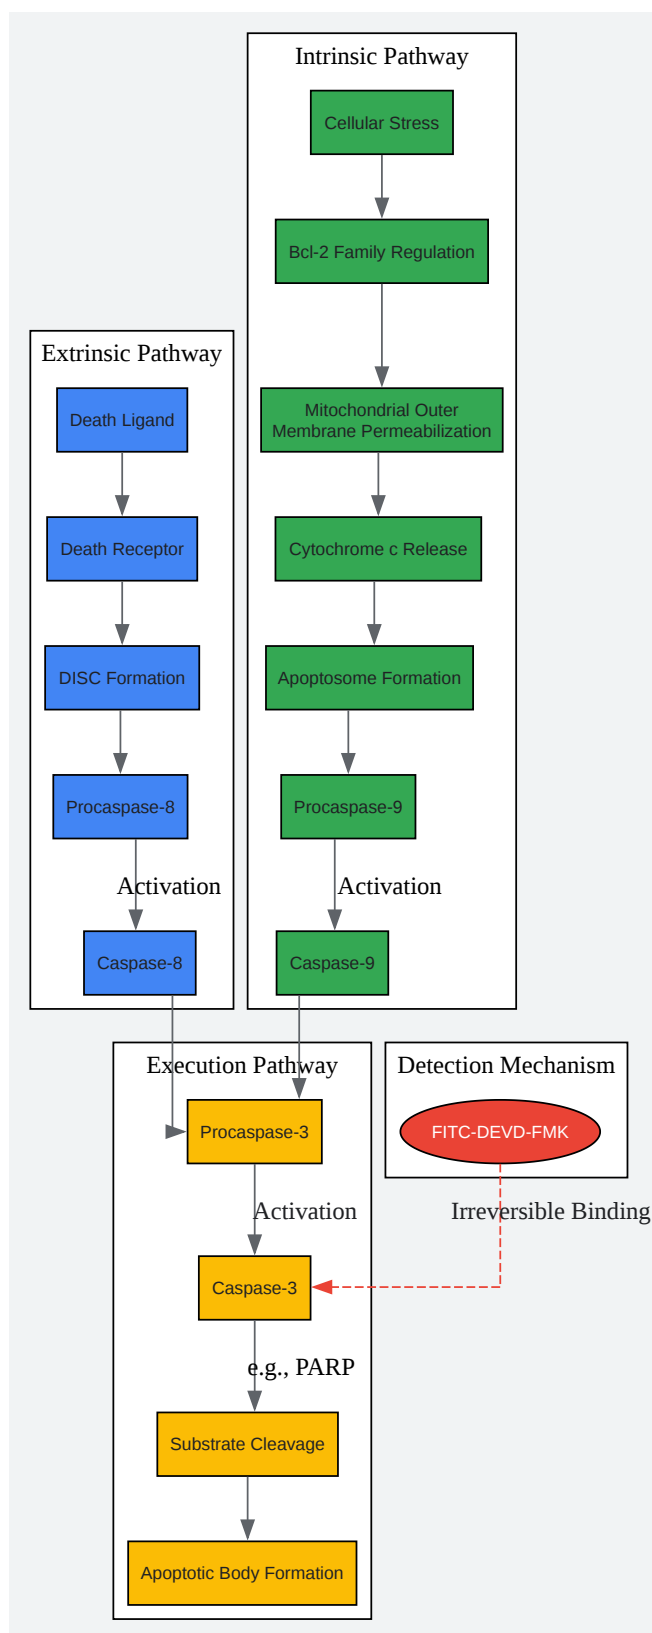 Intrinsic Pathway
Cellular Stress
Bcl-2 Family Regulation
Mitochondrial Outer
Membrane Permeabilization
Cytochrome c Release
Apoptosome Formation
Procaspase-9
Activation
Caspase-9
Extrinsic Pathway
Death Ligand
Death Receptor
DISC Formation
Procaspase-8
Activation
Caspase-8
Execution Pathway
Procaspase-3
Activation
Caspase-3
e.g., PARP
Substrate Cleavage
Apoptotic Body Formation
Detection Mechanism
FITC-DEVD-FMK
Irreversible Binding